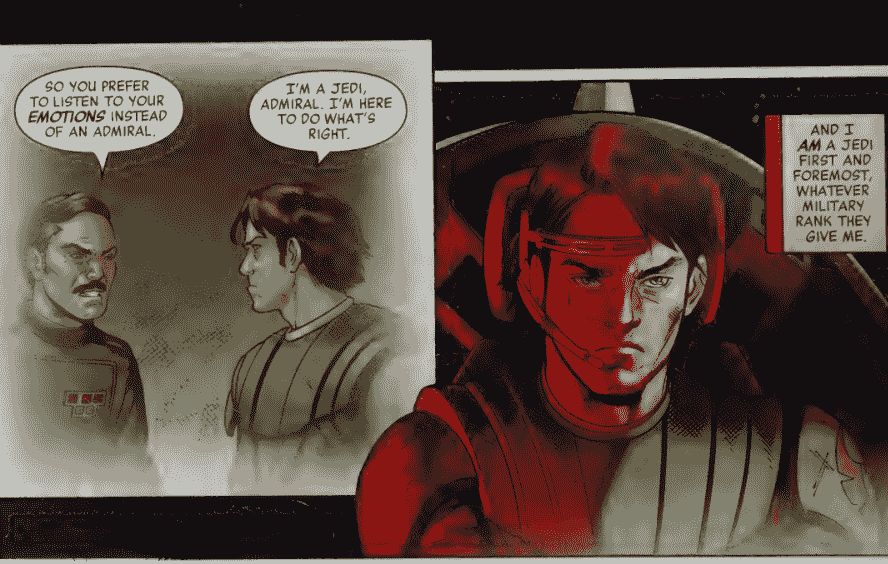 SO YOU PREFER
TO LISTEN TO YOUR
EMOTIONS INSTEAD
OF AN ADMIRAL.
I'M A JEDI,
ADMIRAL. I'M HERE
TO DO WHAT'S
RIGHT.
AND I
AM A JEDI
FIRST AND
FOREMOST,
WHATEVER
MILITARY
RANK THEY
GIVE ME.